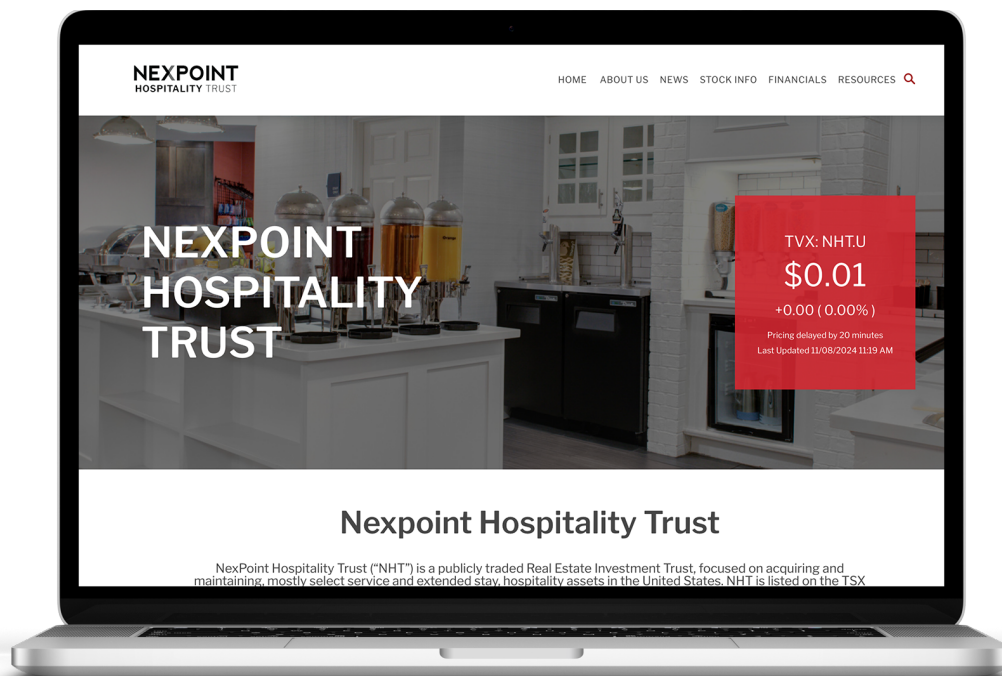 NEXPOINT
HOSPITALITY TRUST
HOME ABOUT US NEWS STOCK INFO FINANCIALS RESOURCES
NEXPOINT
HOSPITALITY
TRUST
TVX: NHT.U
$0.01
+0.00 ( 0.00% )
Pricing delayed by 20 minutes
Last Updated 11/08/2024 11:19 AM
Nexpoint Hospitality Trust
NexPoint Hospitality Trust (“NHT”) is a publicly traded Real Estate Investment Trust, focused on acquiring and
maintaining, mostly select service and extended stay, hospitality assets in the United States. NHT is listed on the TSX